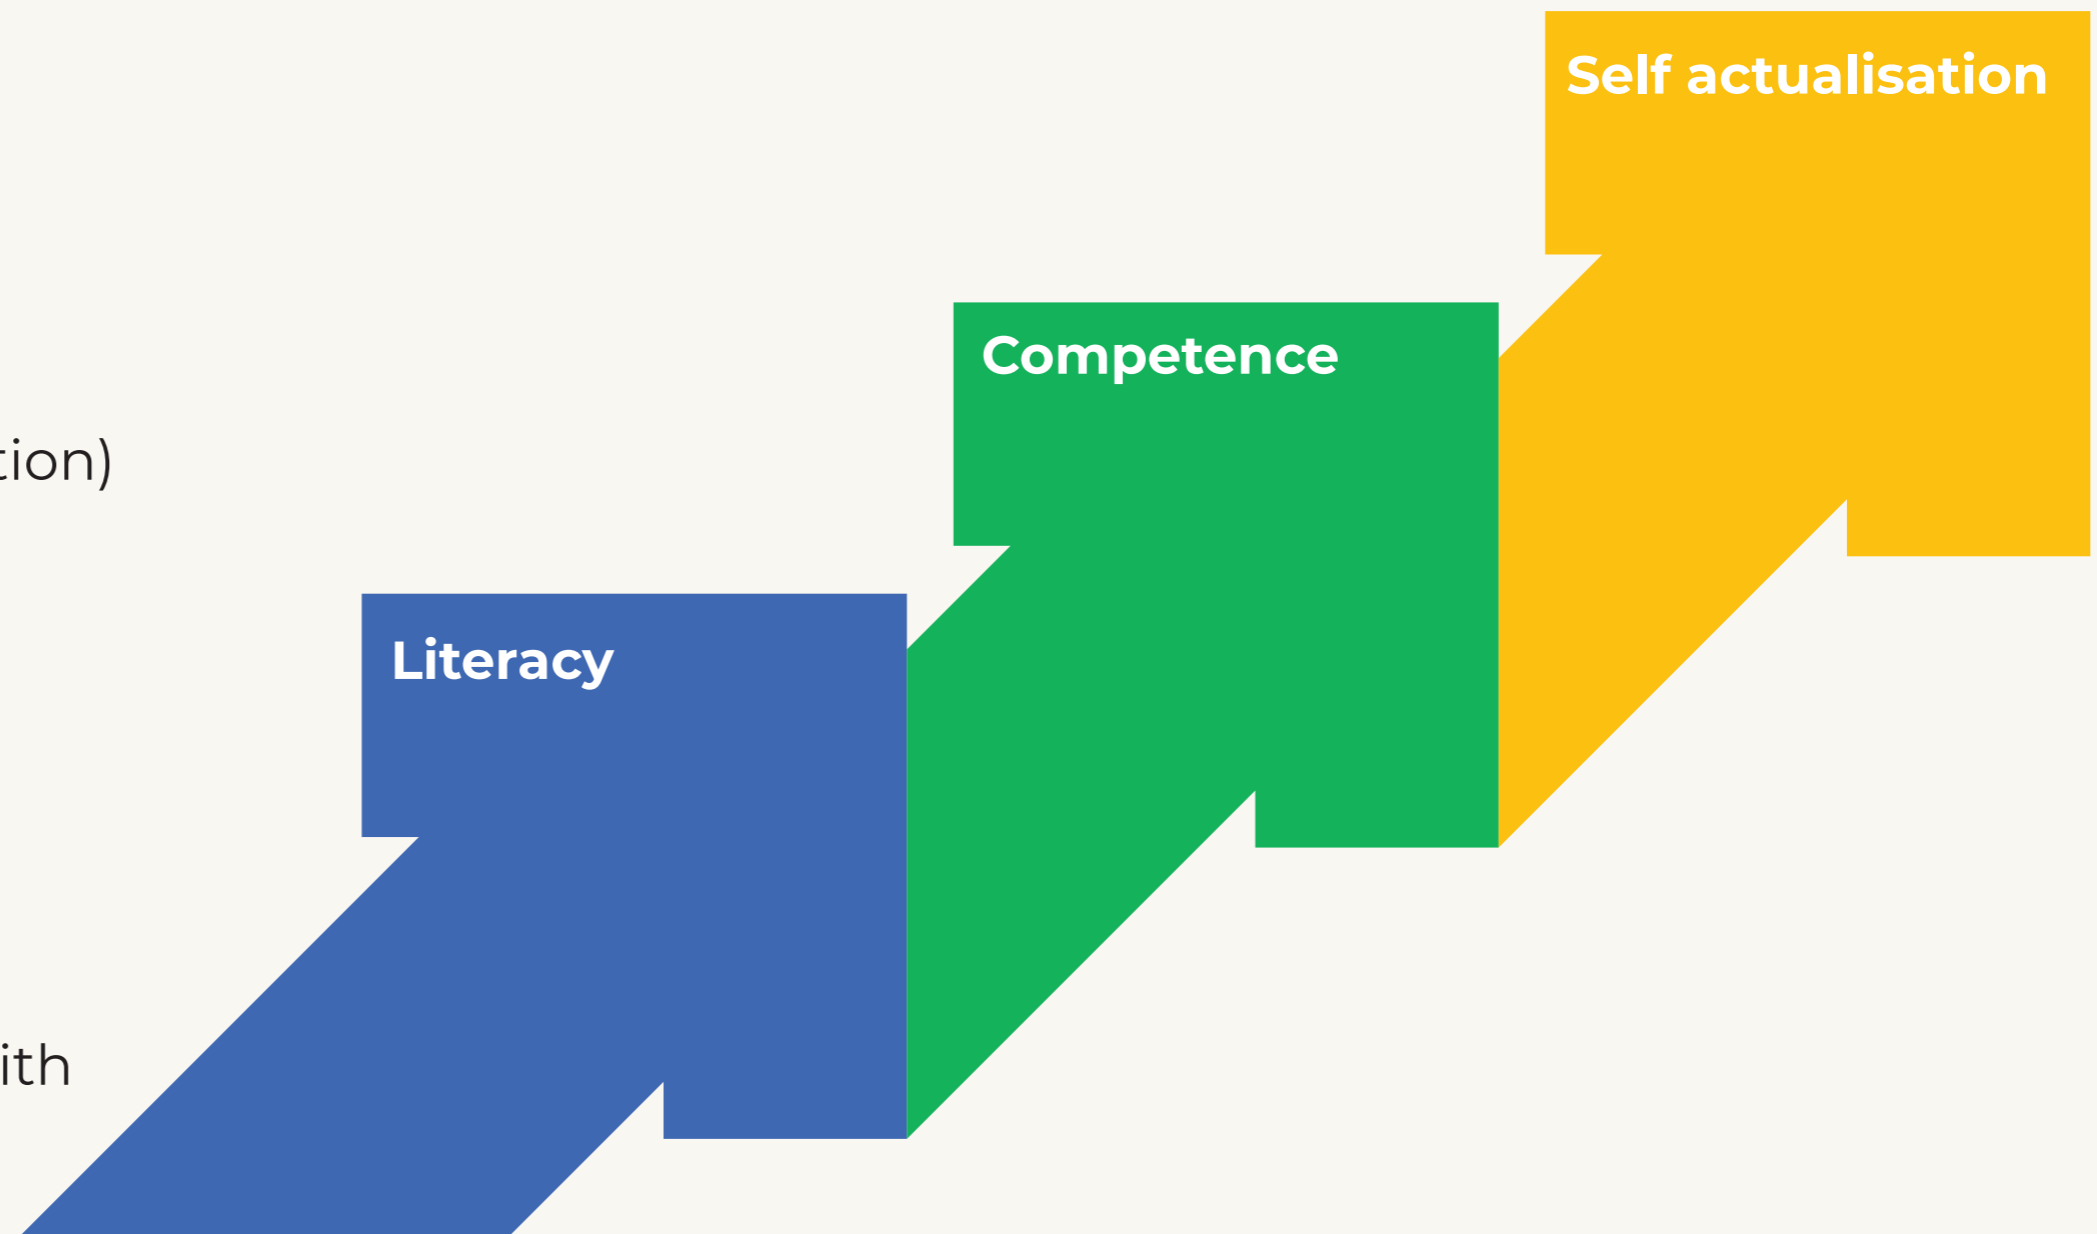 Self actualisation
Competence
tion)
Literacy
ith